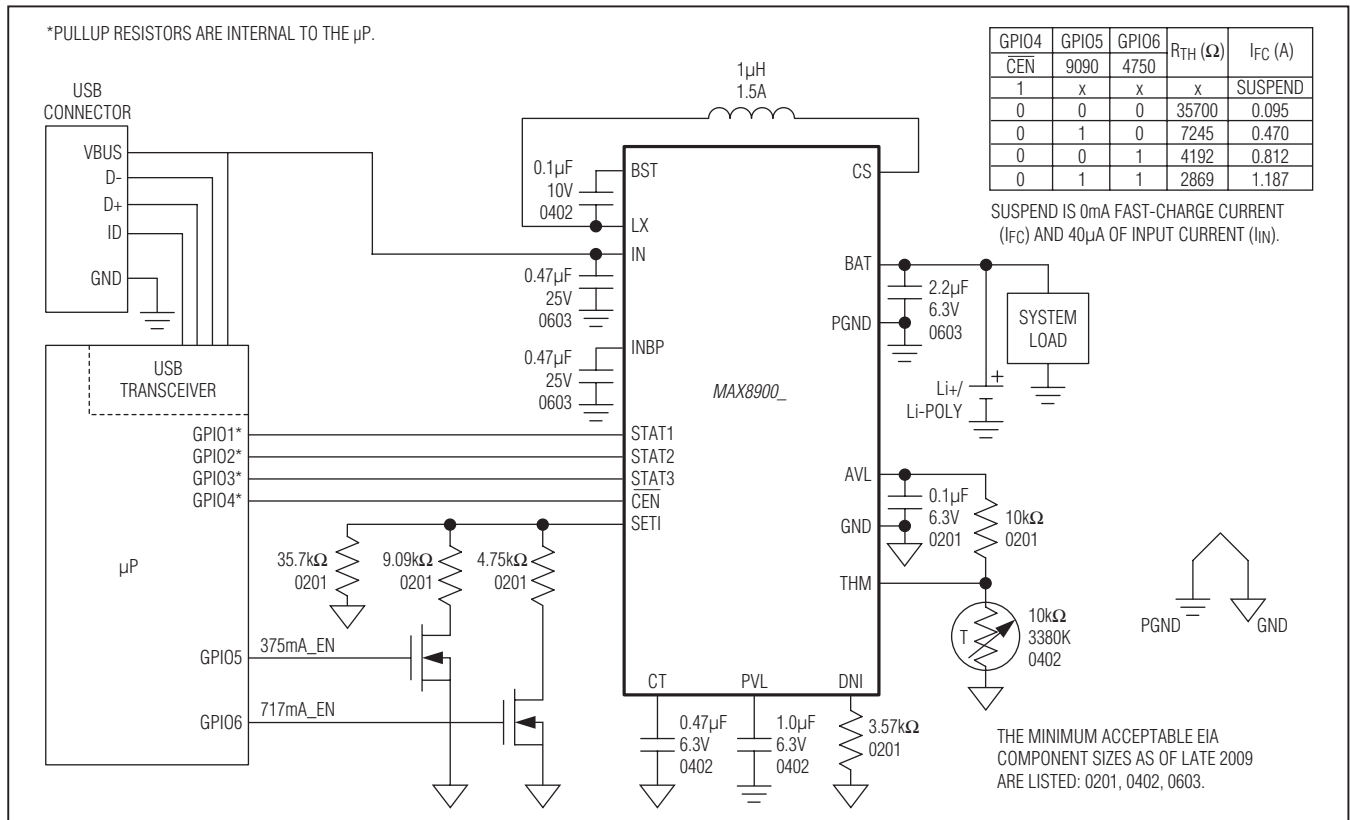 *PULLUP RESISTORS ARE INTERNAL TO THE µP.
USB
CONNECTOR
VBUS
D-
D+
ID
GND
USB
TRANSCEIVER
GPIO1*
GPIO2*
GPIO3*
GPIO4*
µP
GPIO5
375mA_EN
GPIO6
717mA_EN
35.7kΩ
0201
9.09kΩ
0201
4.75kΩ
0201
1µH
1.5A
0.1µF
10V
0402
0.47µF
25V
0603
0.47µF
25V
0603
BST
LX
IN
INBP
STAT1
STAT2
STAT3
CEN
SETI
MAX8900_
CS
BAT
PGND
AVL
GND
THM
CT
PVL
DNI
0.47µF
6.3V
0402
1.0µF
6.3V
0402
3.57kΩ
0201
2.2µF
6.3V
0603
SYSTEM
LOAD
+
Li+/
Li-POLY
0.1µF
6.3V
0201
10kΩ
0201
T
10kΩ
3380K
0402
PGND
GND
GPIO4 GPIO5 GPIO6 RTH (Ω) IFC (A)
CEN 9090 4750
1 x x x SUSPEND
0 0 0 35700 0.095
0 1 0 7245 0.470
0 0 1 4192 0.812
0 1 1 2869 1.187
SUSPEND IS 0mA FAST-CHARGE CURRENT
(IFC) AND 40µA OF INPUT CURRENT (IIN).
THE MINIMUM ACCEPTABLE EIA
COMPONENT SIZES AS OF LATE 2009
ARE LISTED: 0201, 0402, 0603.